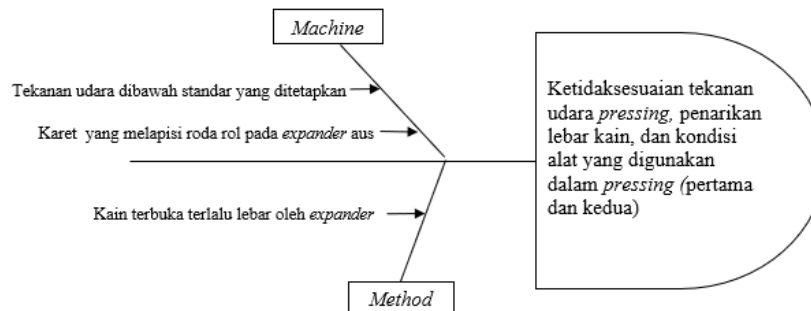 Machine
Tekanan udara dibawah standar yang ditetapkan
Karet yang melapisi roda rol pada expander aus
Kain terbuka terlalu lebar oleh expander
Method
Ketidaksesuaian tekanan
udara pressing, penarikan
lebar kain, dan kondisi
alat yang digunakan
dalam pressing (pertama
dan kedua)